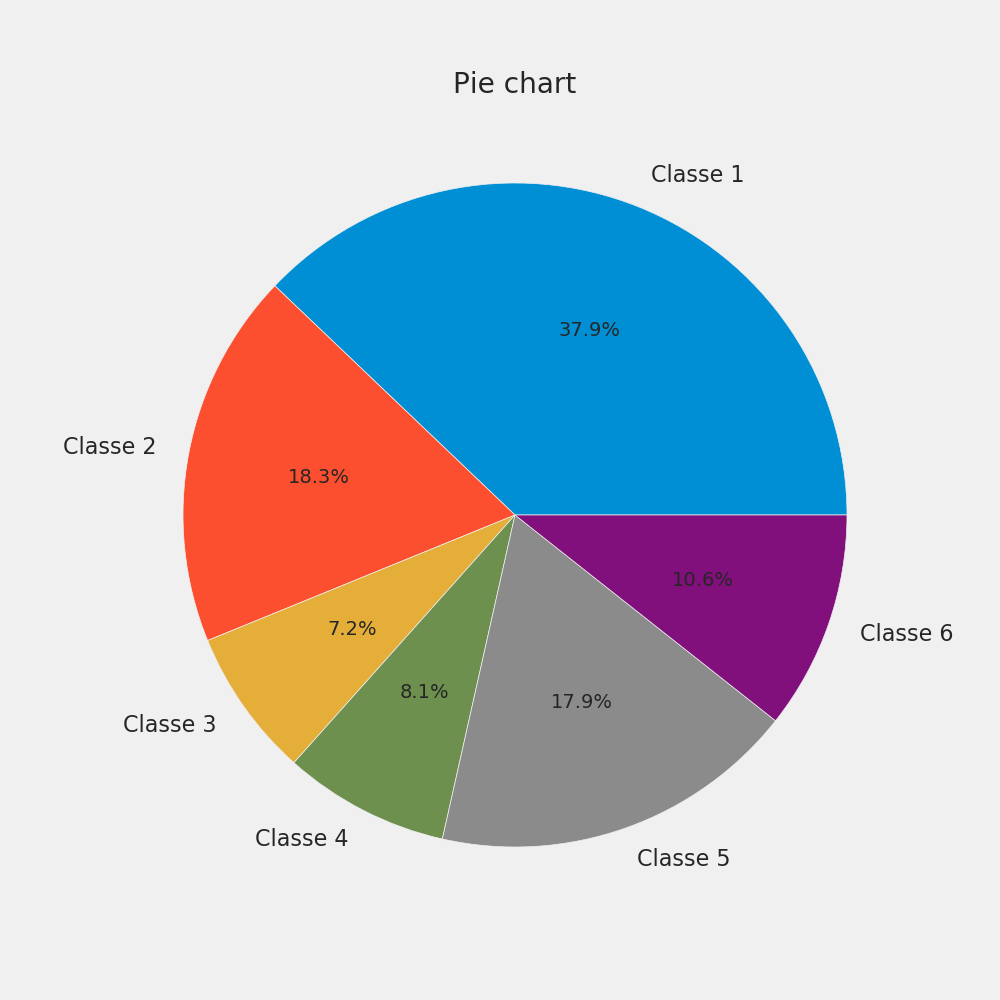 Pie chart
Classe 1
37.9%
Classe 2
18.3%
7.2%
Classe 3
8.1%
Classe 4
17.9%
Classe 5
10.6%
Classe 6